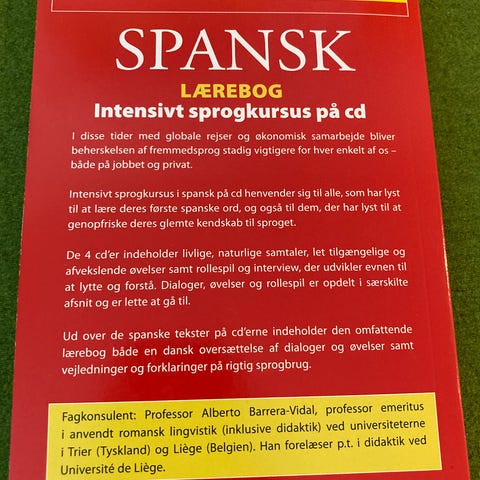 SPANSK
LÆREBOG
Intensivt sprogkursus på cd
I disse tider med globale rejser og økonomisk samarbejde bliver
beherskelsen af fremmedsprog stadig vigtigere for hver enkelt af os –
både på jobbet og privat.
Intensivt sprogkursus i spansk på cd henvender sig til alle, som har lyst
til at lære deres første spanske ord, og også til dem, der har lyst til at
genopfriske deres glemte kendskab til sproget.
De 4 cd’er indeholder livlige, naturlige samtaler, let tilgængelige og
afvekslende øvelser samt rollespil og interview, der udvikler evnen til
at lytte og forstå. Dialoger, øvelser og rollespil er opdelt i særskilte
afsnit og er lette at gå til.
Ud over de spanske tekster på cd’erne indeholder den omfattende
lærebog både en dansk oversættelse af dialoger og øvelser samt
vejledninger og forklaringer på rigtig sprogbrug.
Fagkonsulent: Professor Alberto Barrera-Vidal, professor emeritus
i anvendt romansk lingvistik (inklusive didaktik) ved universiteterne
i Trier (Tyskland) og Liège (Belgien). Han forelæser p.t. i didaktik ved
Université de Liège.